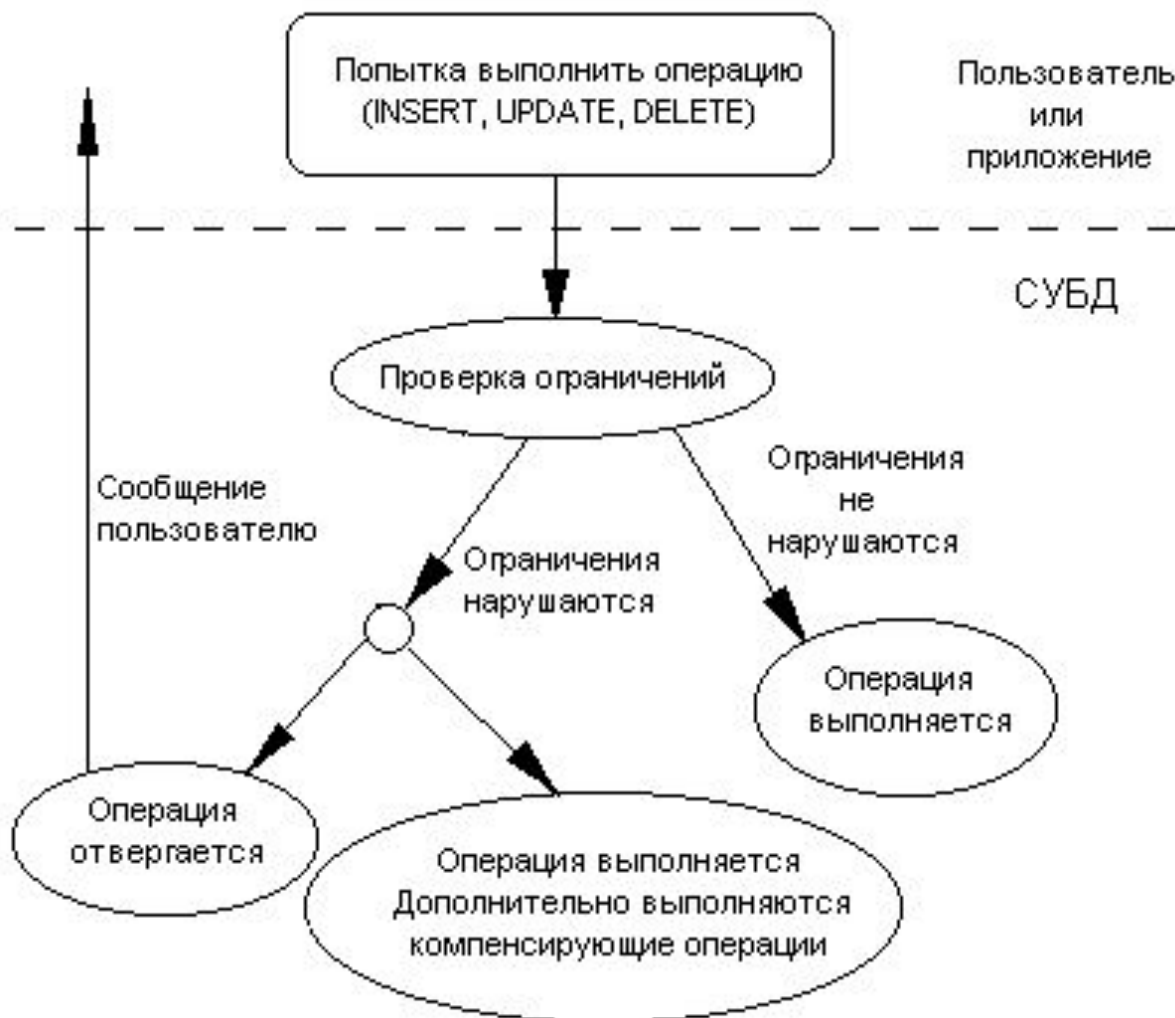 Попытка выполнить операцию
(INSERT, UPDATE, DELETE)
Пользователь
или
приложение
СУБД
Проверка ограничений
Ограничения
не
нарушаются
Сообщение
пользователю
Ограничения
нарушаются
Операция
выполняется
Операция
отвергается
Операция выполняется
Дополнительно выполняются
компенсирующие операции